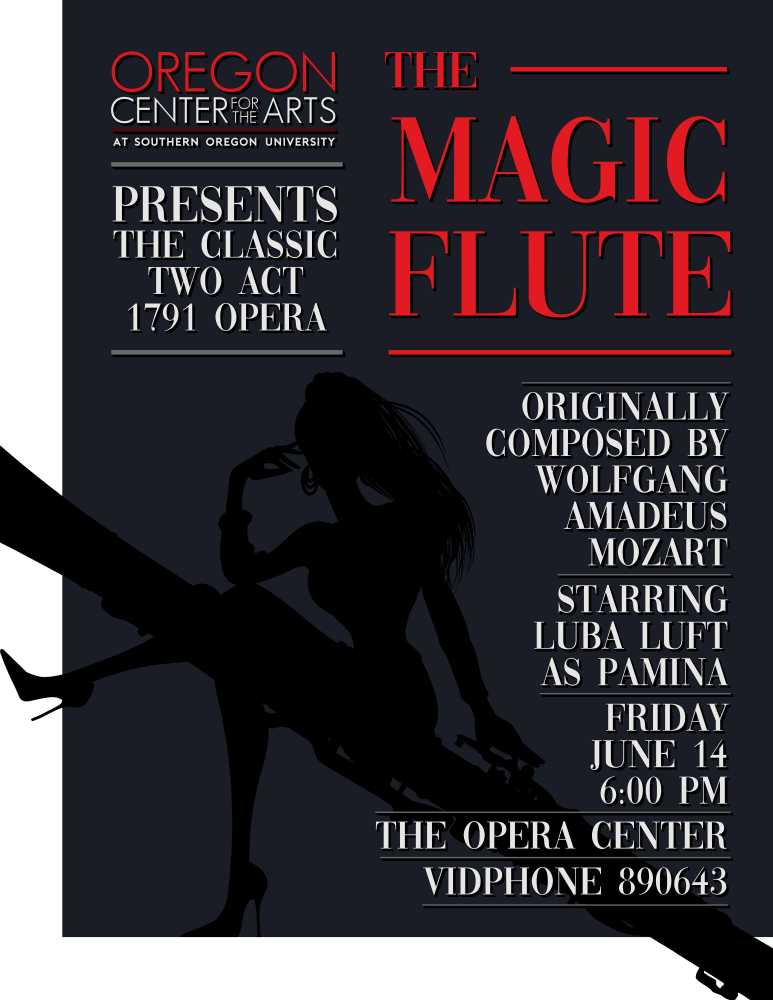 OREGON
CENTER FOR THE ARTS
AT SOUTHERN OREGON UNIVERSITY
PRESENTS
THE CLASSIC
TWO ACT
1791 OPERA
THE
MAGIC
FLUTE
ORIGINALLY
COMPOSED BY
WOLFGANG
AMADEUS
MOZART
STARRING
LUBA LUFT
AS PAMINA
FRIDAY
JUNE 14
6:00 PM
THE OPERA CENTER
VIDPHONE 890643